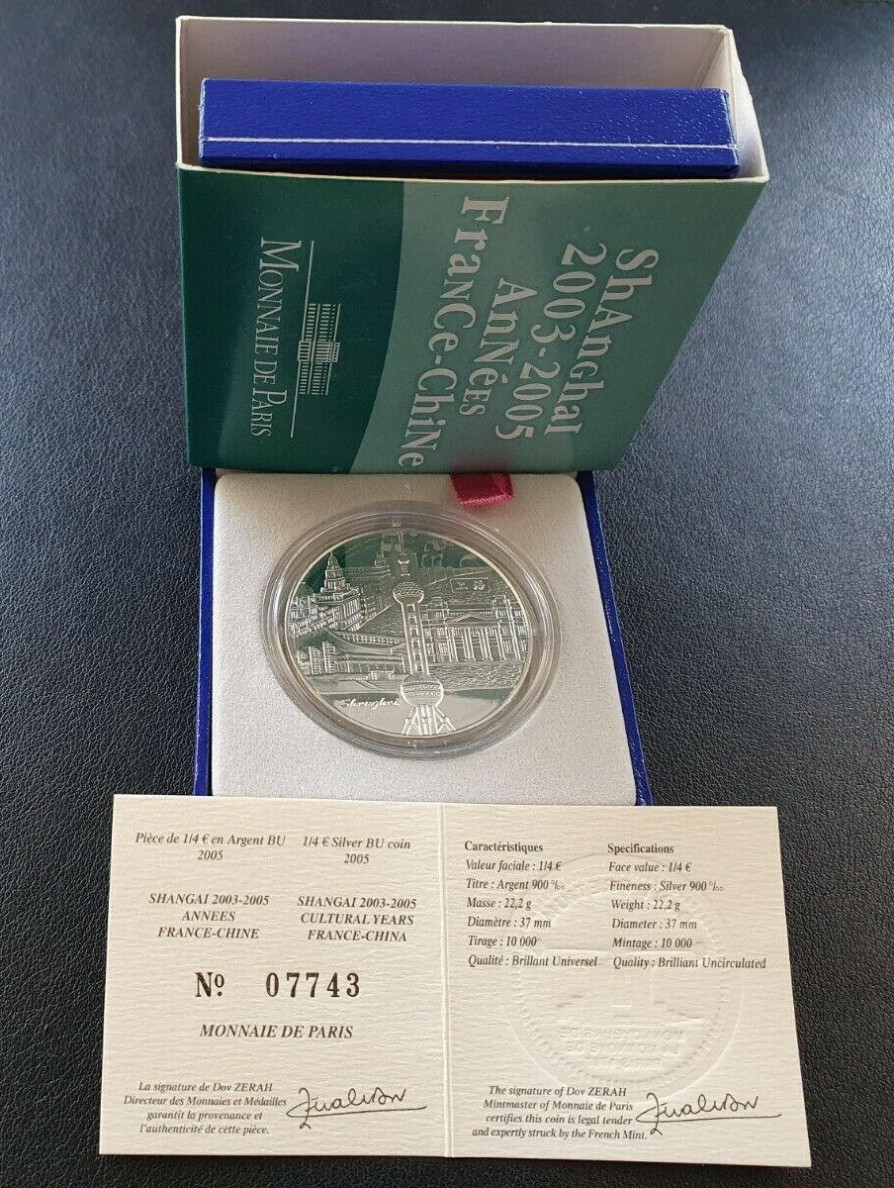 ShAnghaI
2003-2005
AnNéEs
FranCe-ChiNe
MONNAIE DE PARIS
上海
Shanghai
Pièce de 1/4 € en Argent BU
2005
SHANGAI 2003-2005
ANNEES
FRANCE-CHINE
1/4 € Silver BU coin
2005
SHANGAI 2003-2005
CULTURAL YEARS
FRANCE-CHINA
Nº 07743
MONNAIE DE PARIS
La signature de Dov ZERAH
Directeur des Monnaies et Médailles
garantit la provenance et
l'authenticité de cette pièce.
Caractéristiques
Valeur faciale : 1/4 €
Titre : Argent 900 ‰
Masse : 22,2 g
Diamètre : 37 mm
Tirage : 10 000
Qualité : Brillant Universel
Specifications
Face value : 1/4 €
Fineness : Silver 900 ‰
Weight : 22,2 g
Diameter : 37 mm
Mintage : 10 000
Quality : Brilliant Uncirculated
The signature of Dov ZERAH
Mintmaster of Monnaie de Paris
certifies this coin is legal tender
and expertly struck by the French Mint.